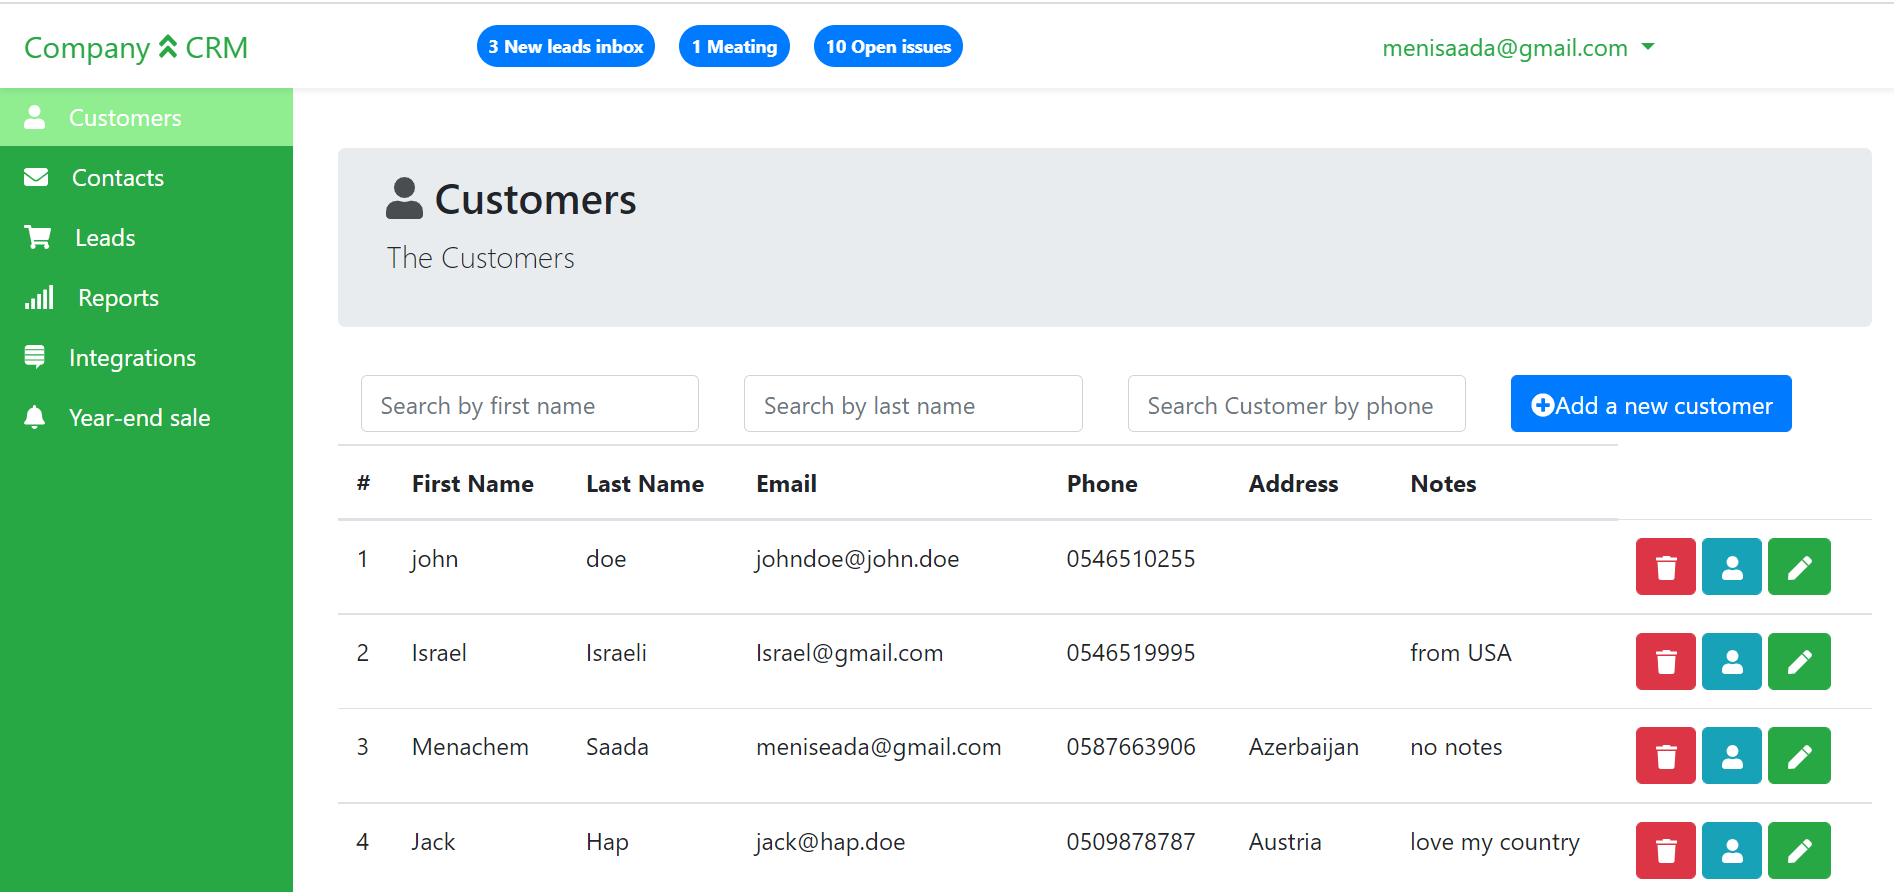 Company CRM
3 New leads inbox 1 Meating 10 Open issues
menisaada@gmail.com
Customers
Contacts
Leads
Reports
Integrations
Year-end sale
Customers
The Customers
Search by first name Search by last name Search Customer by phone Add a new customer
# First Name Last Name Email Phone Address Notes
1 john doe johndoe@john.doe 0546510255
2 Israel Israeli Israel@gmail.com 0546519995 from USA
3 Menachem Saada meniseada@gmail.com 0587663906 Azerbaijan no notes
4 Jack Hap jack@hap.doe 0509878787 Austria love my country